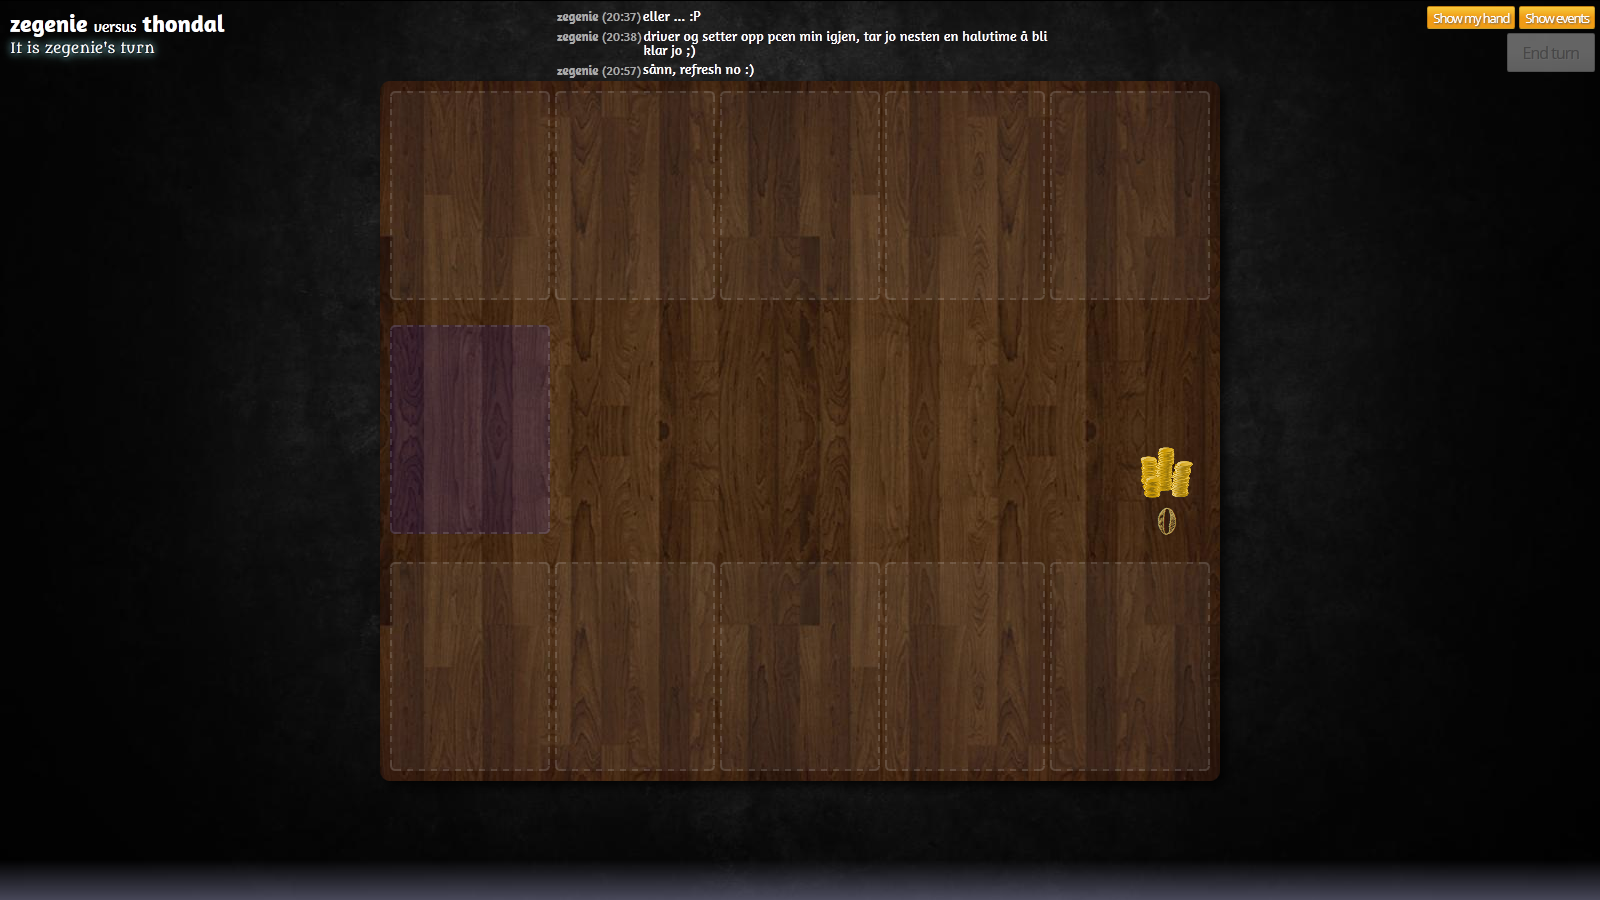 zegenie versus thondal
It is zegenie's turn
zegenie (20:37) eller ... :P
zegenie (20:38) driver og setter opp pcen min igjen, tar jo nesten en halvtime å bli
klar jo ;)
zegenie (20:57) sånn, refresh no :)
Show my hand
Show events
End turn